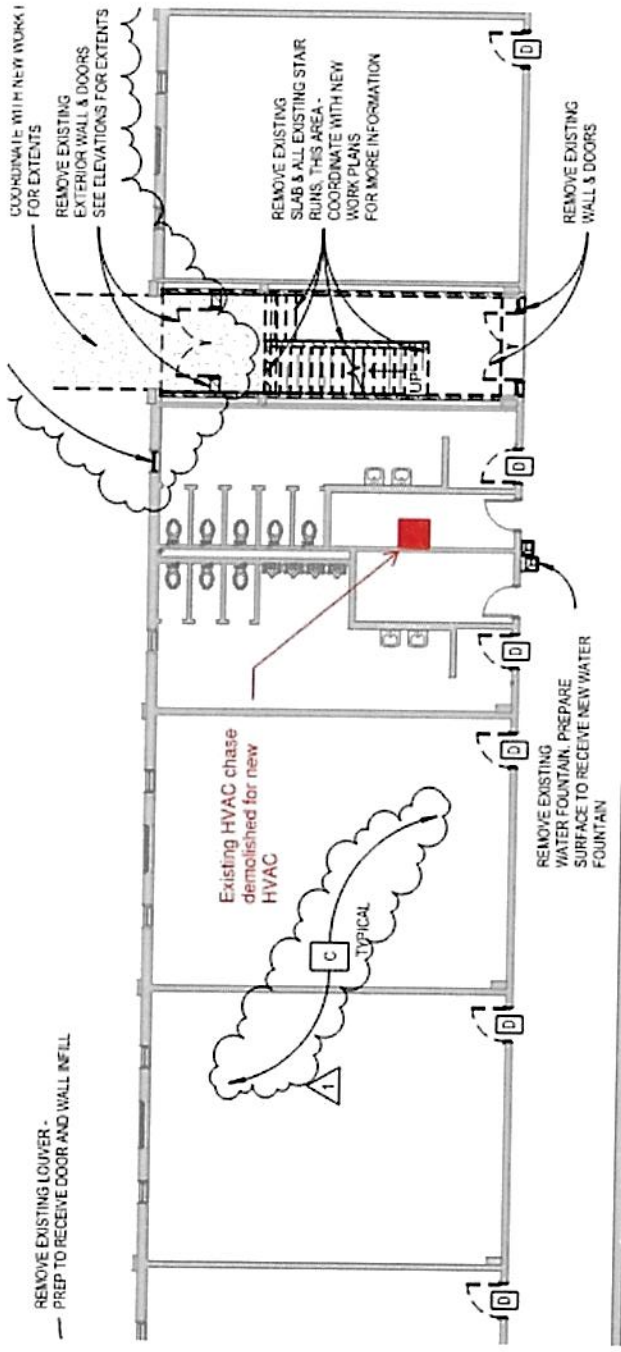 COORDINATE WITH NEW WORK
FOR EXTENTS
REMOVE EXISTING
EXTERIOR WALL & DOORS
SEE ELEVATIONS FOR EXTENTS
REMOVE EXISTING
SLAB & ALL EXISTING STAIR
RUNS, THIS AREA -
COORDINATE WITH NEW
WORK PLANS
FOR MORE INFORMATION
REMOVE EXISTING
WALL & DOORS
UP
D
D
D
D
D
D
REMOVE EXISTING LOUVER -
PREP TO RECEIVE DOOR AND WALL INFILL
Existing HVAC chase
demolished for new
HVAC
C
TYPICAL
1
REMOVE EXISTING
WATER FOUNTAIN. PREPARE
SURFACE TO RECEIVE NEW WATER
FOUNTAIN